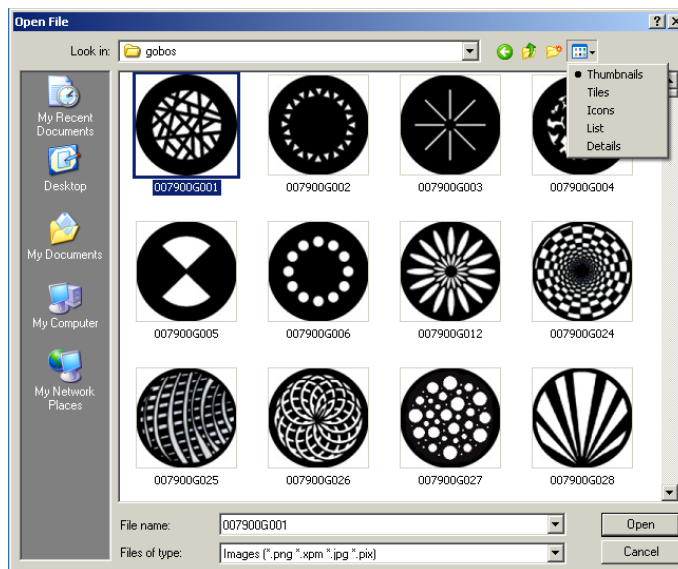 Open File
Look in:
gobos
Thumbnails
Tiles
Icons
List
Details
My Recent
Documents
Desktop
My Documents
My Computer
My Network
Places
007900G001
007900G002
007900G003
007900G004
007900G005
007900G006
007900G012
007900G024
007900G025
007900G026
007900G027
007900G028
File name:
007900G001
Open
Files of type:
Images (*.png *.xpm *.jpg *.pix)
Cancel